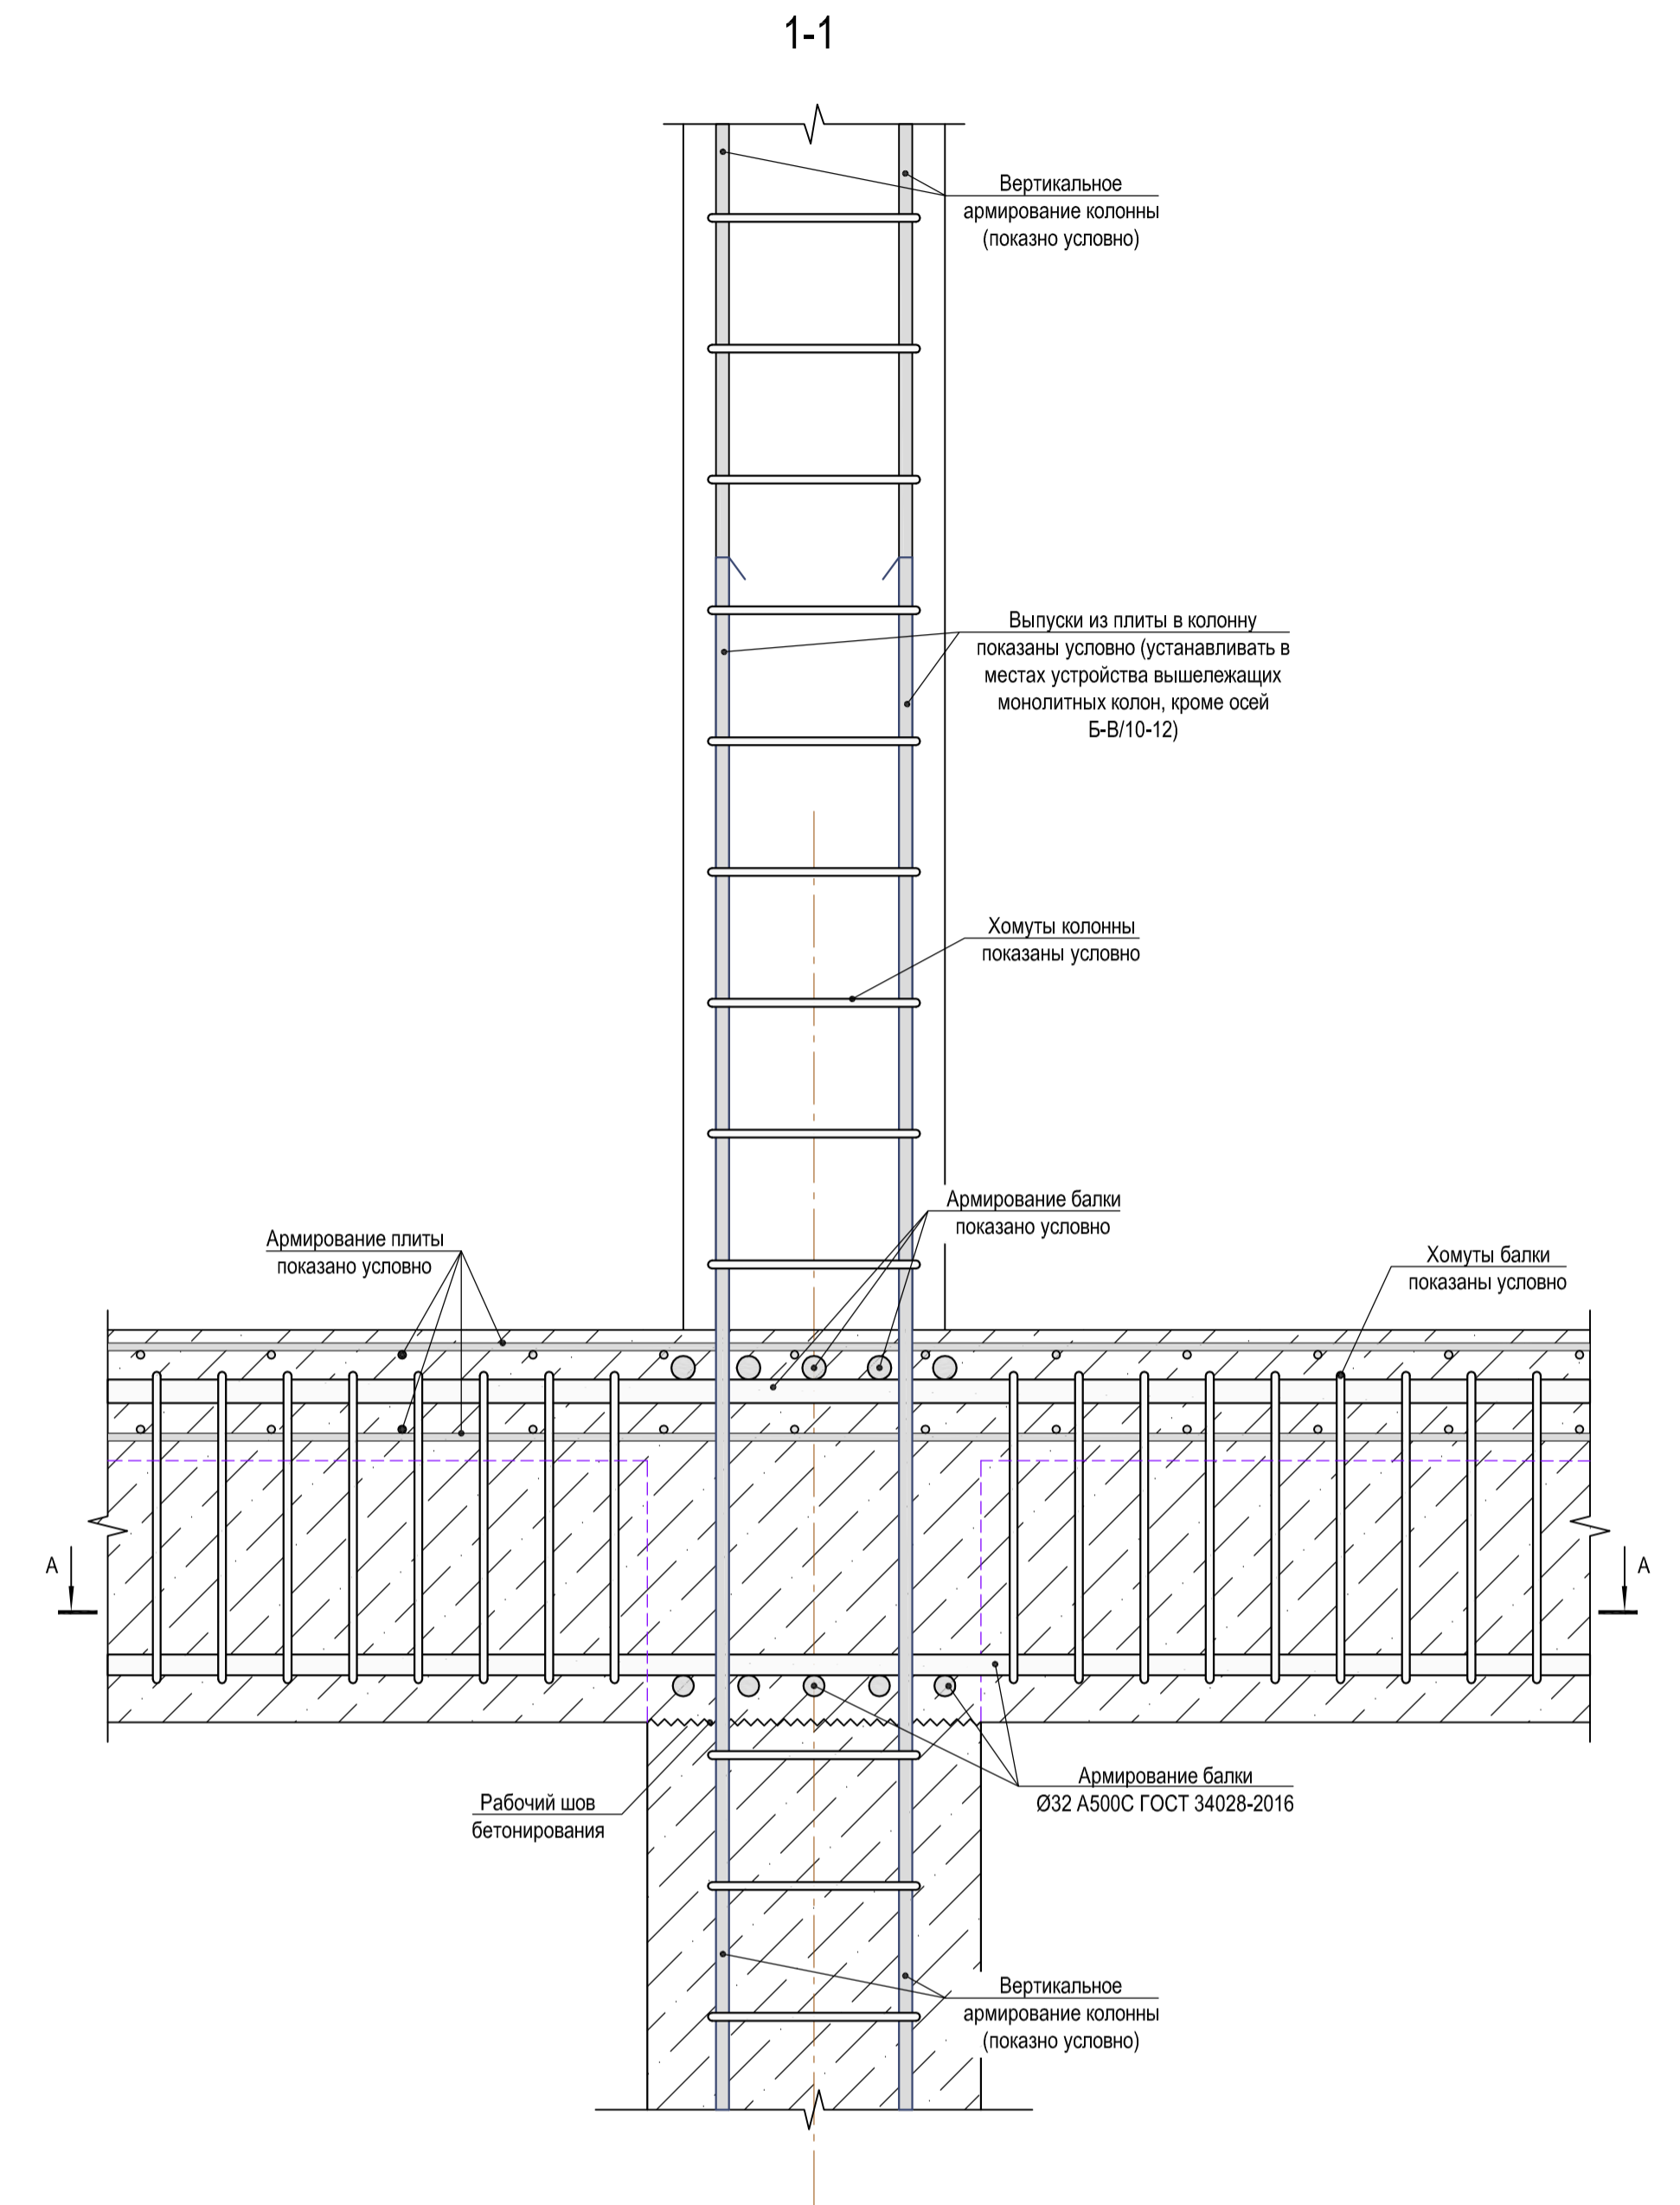 1-1
Вертикальное
армирование колонны
(показно условно)
Выпуски из плиты в колонну
показаны условно (устанавливать в
местах устройства вышележащих
монолитных колон, кроме осей
Б-В/10-12)
Хомуты колонны
показаны условно
Армирование балки
показано условно
Армирование плиты
показано условно
Хомуты балки
показаны условно
А
А
Армирование балки
Ø32 А500С ГОСТ 34028-2016
Рабочий шов
бетонирования
Вертикальное
армирование колонны
(показно условно)